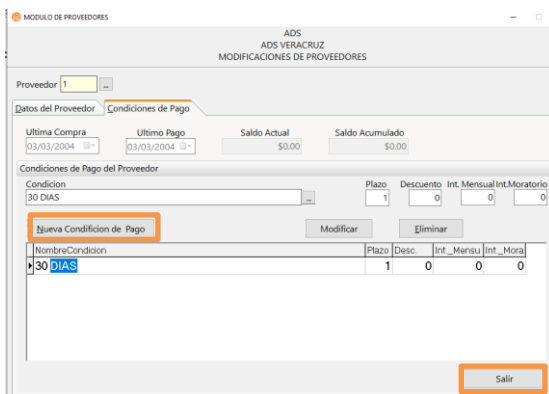 MODULO DE PROVEEDORES
ADS
ADS VERACRUZ
MODIFICACIONES DE PROVEEDORES
Proveedor 1 ...
Datos del Proveedor Condiciones de Pago
Ultima Compra Ultimo Pago Saldo Actual Saldo Acumulado
03/03/2004 03/03/2004 $0.00 $0.00
Condiciones de Pago del Proveedor
Condicion Plazo Descuento Int. Mensual Int.Moratorio
30 DIAS ... 1 0 0 0
Nueva Condificion de Pago Modificar Eliminar
NombreCondicion Plazo Desc. Int._Mensu Int._Mora
30 DIAS 1 0 0 0
Salir